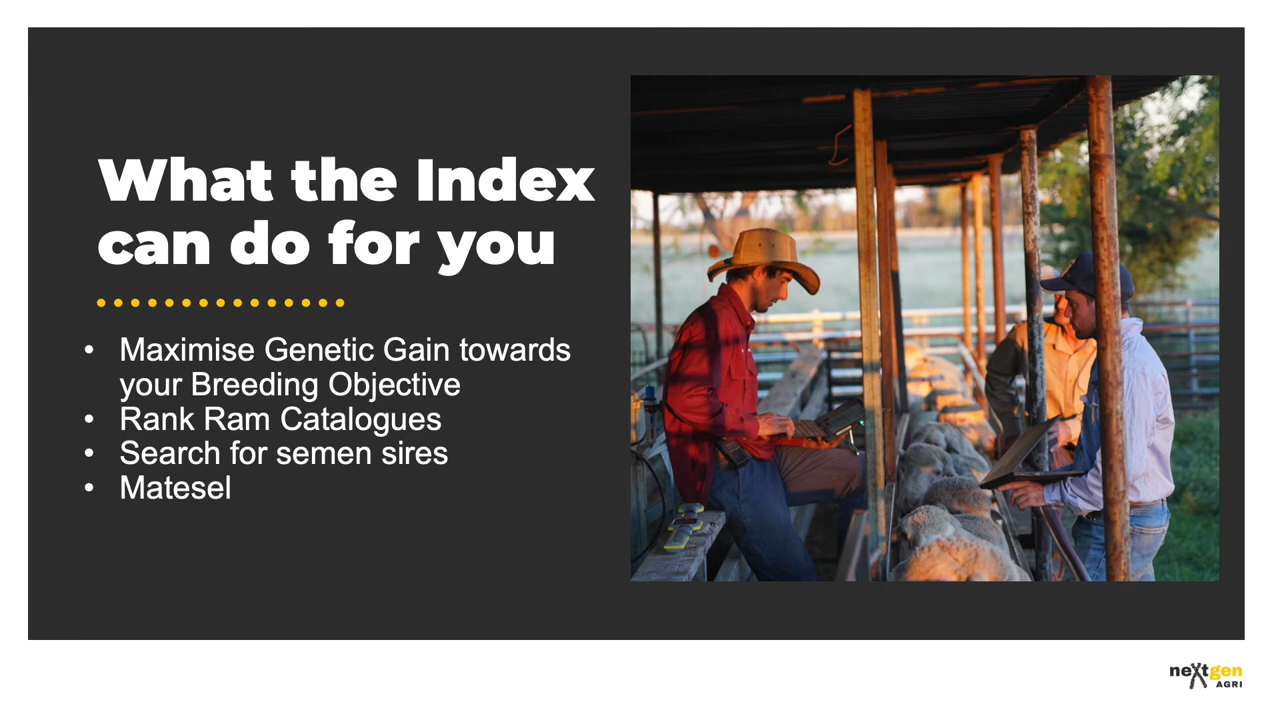 What the Index
can do for you
• Maximise Genetic Gain towards
your Breeding Objective
• Rank Ram Catalogues
• Search for semen sires
• Matesel
nextgen
AGRI